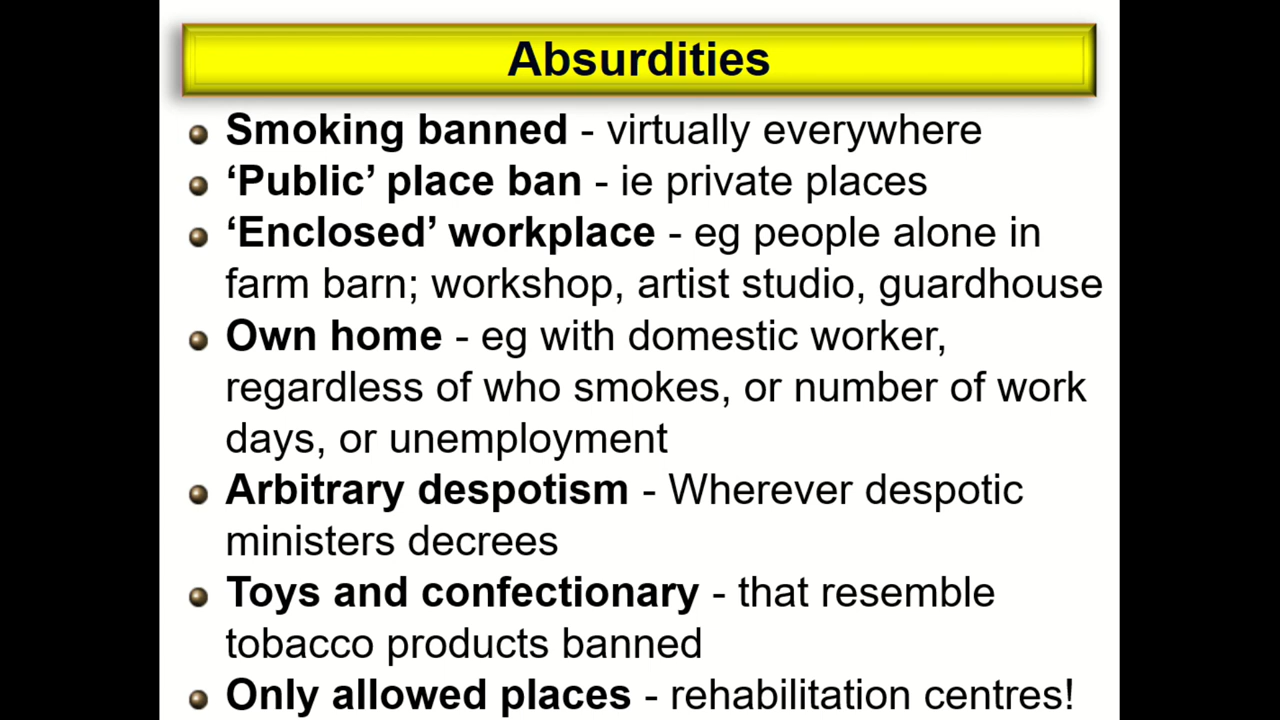 Absurdities
Smoking banned - virtually everywhere
‘Public’ place ban - ie private places
‘Enclosed’ workplace - eg people alone in
farm barn; workshop, artist studio, guardhouse
Own home - eg with domestic worker,
regardless of who smokes, or number of work
days, or unemployment
Arbitrary despotism - Wherever despotic
ministers decrees
Toys and confectionary - that resemble
tobacco products banned
Only allowed places - rehabilitation centres!